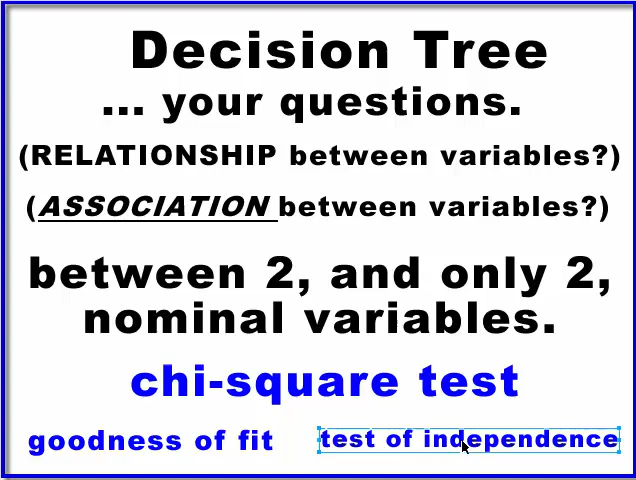 Decision Tree
... your questions.
(RELATIONSHIP between variables?)
(ASSOCIATION between variables?)
between 2, and only 2,
nominal variables.
chi-square test
goodness of fit
test of independence